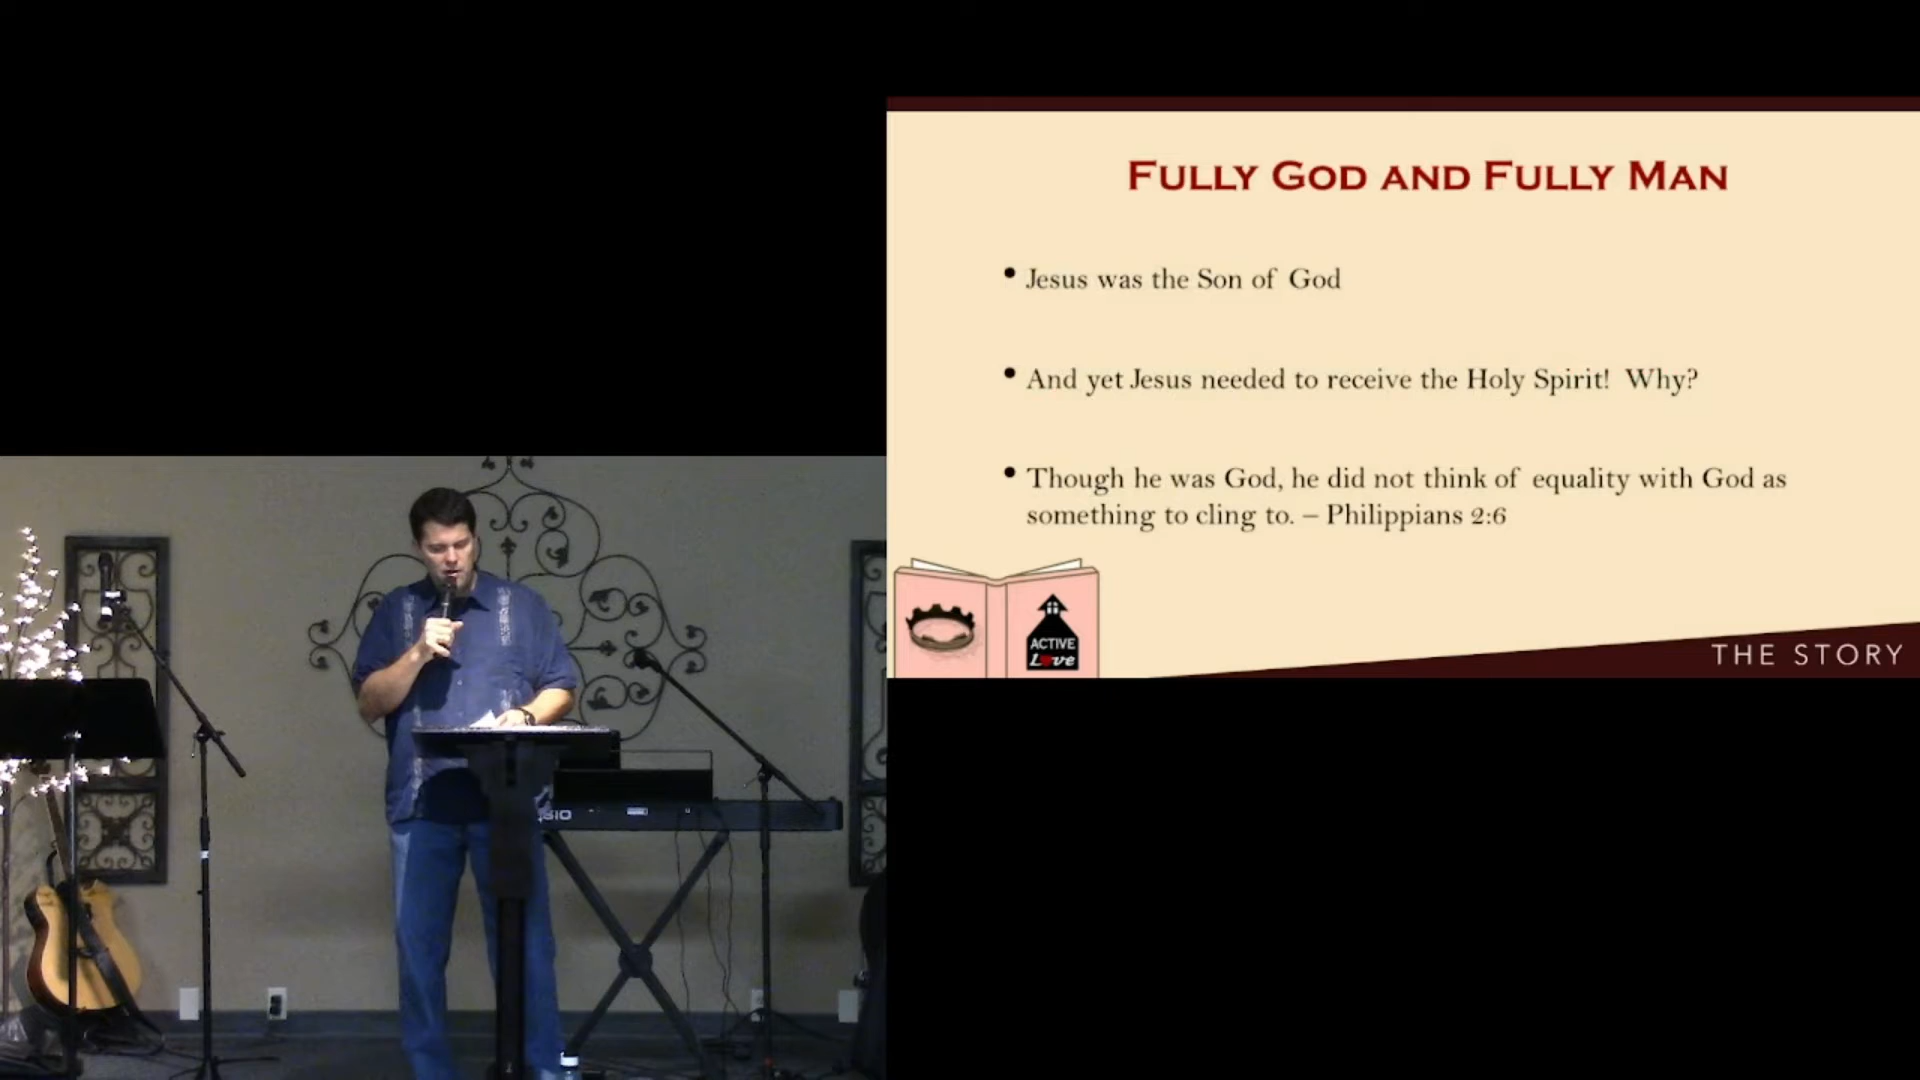 FULLY GOD AND FULLY MAN
• Jesus was the Son of God
• And yet Jesus needed to receive the Holy Spirit! Why?
• Though he was God, he did not think of equality with God as
something to cling to. – Philippians 2:6
ACTIVE
Love
THE STORY